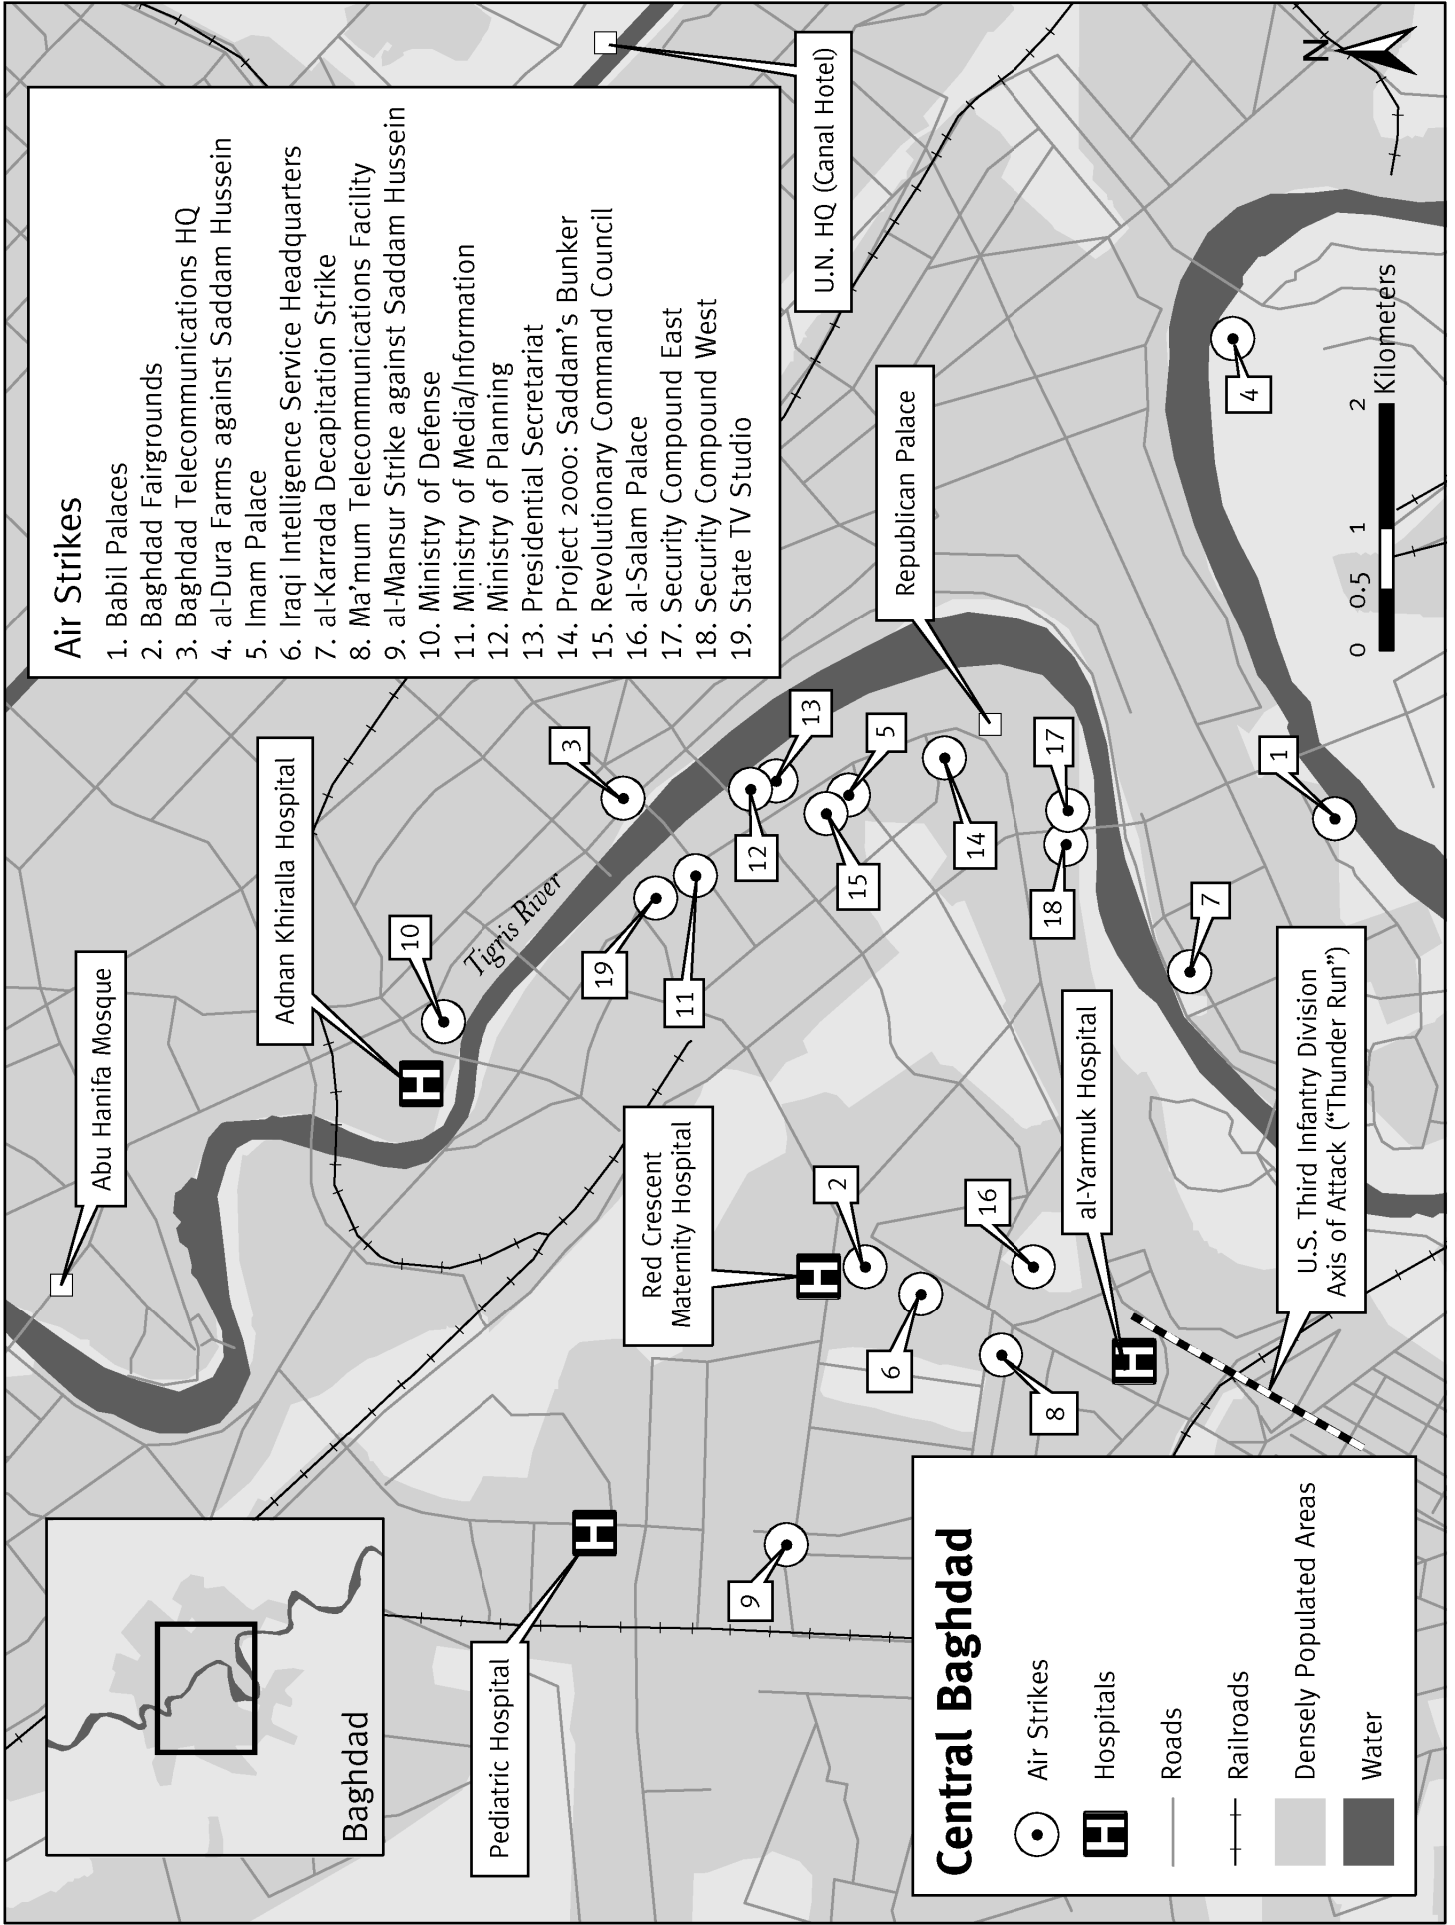 Abu Hanifa Mosque
Adnan Khiralla Hospital
Air Strikes
1. Babil Palaces
2. Baghdad Fairgrounds
3. Baghdad Telecommunications HQ
4. al-Dura Farms against Saddam Hussein
5. Imam Palace
6. Iraqi Intelligence Service Headquarters
7. al-Karrada Decapitation Strike
8. Ma'mum Telecommunications Facility
9. al-Mansur Strike against Saddam Hussein
10. Ministry of Defense
11. Ministry of Media/Information
12. Ministry of Planning
13. Presidential Secretariat
14. Project 2000: Saddam's Bunker
15. Revolutionary Command Council
16. al-Salam Palace
17. Security Compound East
18. Security Compound West
19. State TV Studio
Baghdad
Pediatric Hospital
H
Red Crescent
Maternity Hospital
H
H
Tigris River
10
3
19
11
12
13
15
5
14
17
18
9
2
6
16
8
7
1
4
Republican Palace
U.N. HQ (Canal Hotel)
al-Yarmuk Hospital
H
U.S. Third Infantry Division
Axis of Attack ("Thunder Run")
Central Baghdad
Air Strikes
H
Hospitals
Roads
Railroads
Densely Populated Areas
Water
0 0.5 1 2
Kilometers
N